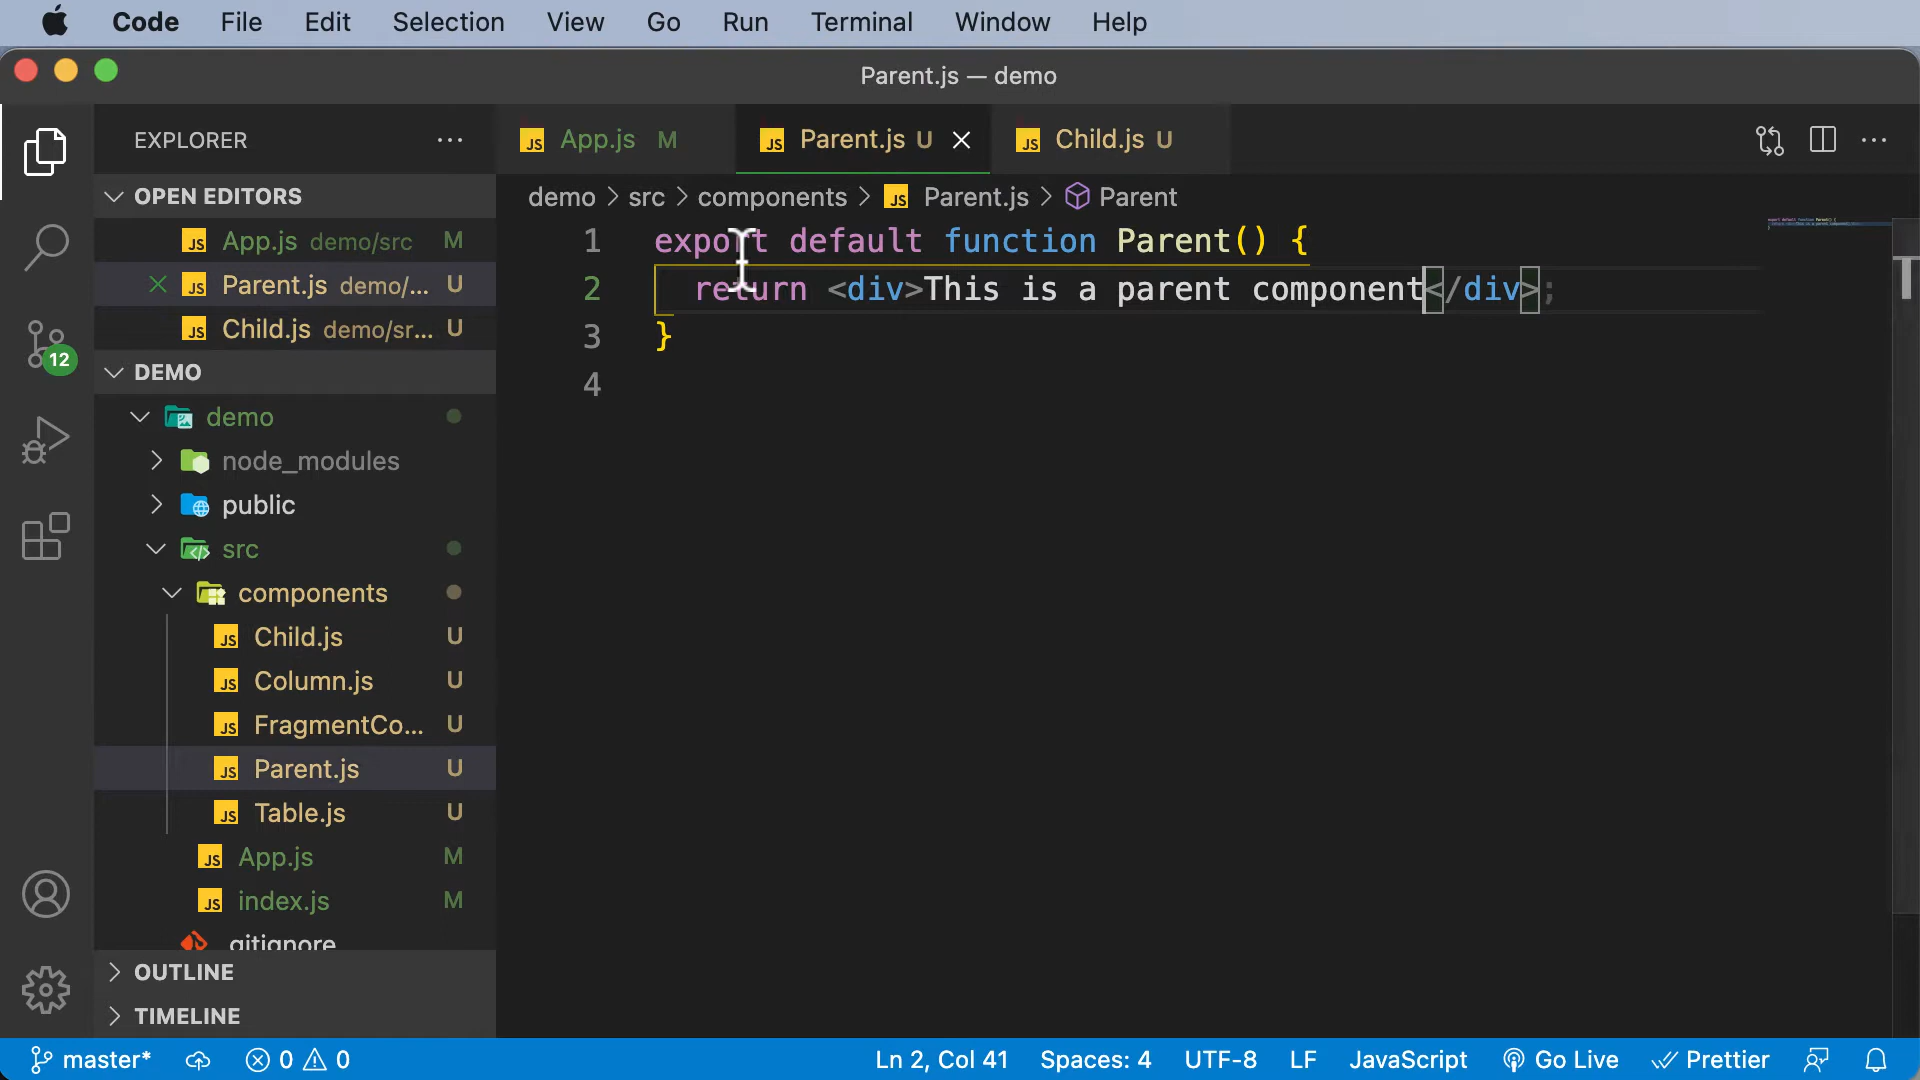 Code File Edit Selection View Go Run Terminal Window Help
Parent.js — demo
EXPLORER
OPEN EDITORS
App.js demo/src M
Parent.js demo/... U
Child.js demo/sr... U
DEMO
demo
node_modules
public
src
components
Child.js U
Column.js U
FragmentCo... U
Parent.js U
Table.js U
App.js M
index.js M
.gitignore
OUTLINE
TIMELINE
12
App.js M Parent.js U Child.js U
demo > src > components > Parent.js > Parent
1 export default function Parent() {
2 return <div>This is a parent component</div>;
3 }
4
master* 0 0 Ln 2, Col 41 Spaces: 4 UTF-8 LF JavaScript Go Live Prettier